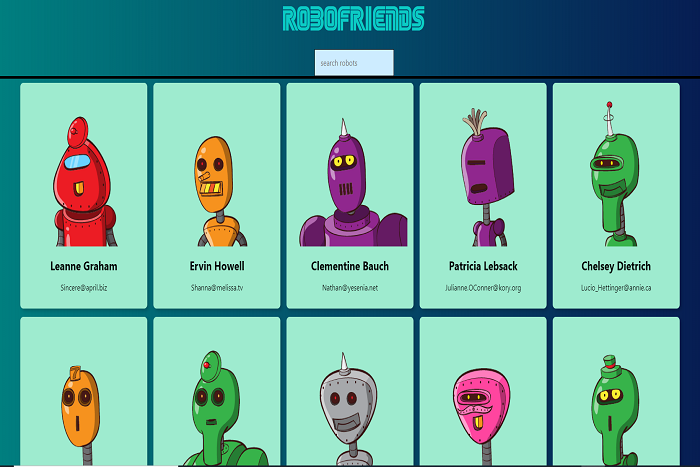 ROBOFRIENDS
search robots
Leanne Graham
Ervin Howell
Clementine Bauch
Patricia Lebsack
Chelsey Dietrich
Sincere@april.biz
Shanna@melissa.tv
Nathan@yesenia.net
Julianne.OConner@kory.org
Lucio_Hettinger@annie.ca